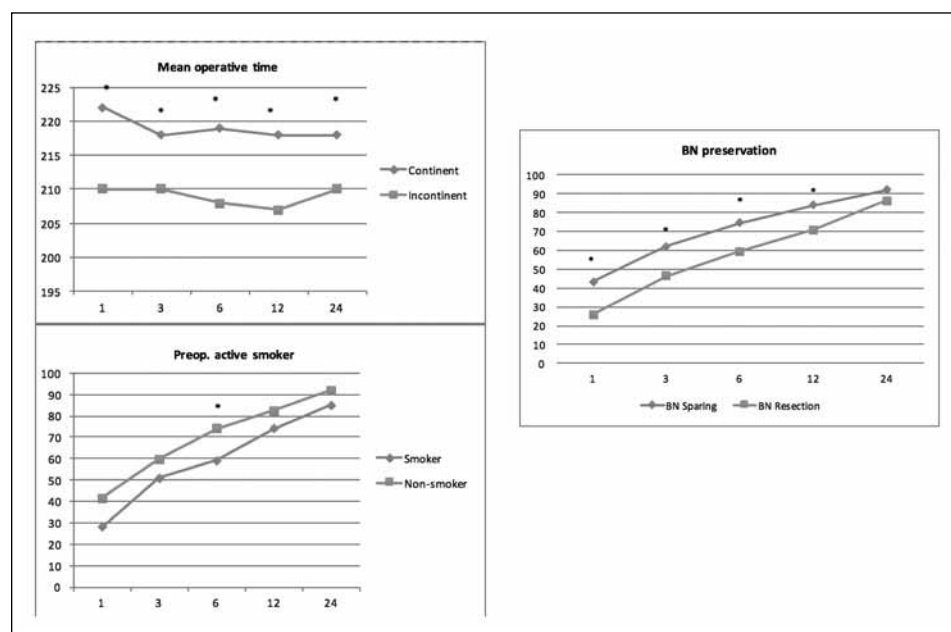 Mean operative time
225
220
215
210
205
200
195
* * * * *
Continent
Incontinent
1 3 6 12 24
Preop. active smoker
100
90
80
70
60
50
40
30
20
10
0
*
Smoker
Non-smoker
1 3 6 12 24
BN preservation
100
90
80
70
60
50
40
30
20
10
0
* * * *
1 3 6 12 24
BN Sparing BN Resection